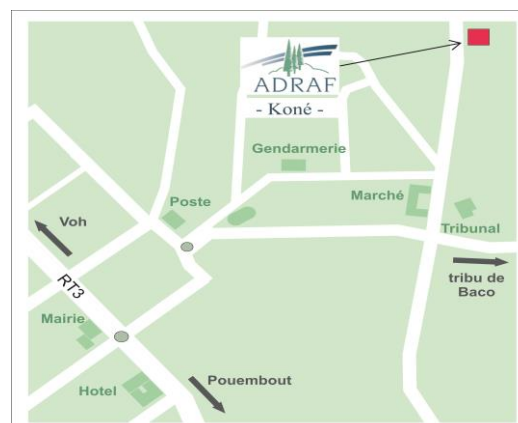 ADRAF
- Koné -
Gendarmerie
Marché
Poste
Tribunal
Voh
tribu de
Baco
RT3
Mairie
Pouembout
Hotel